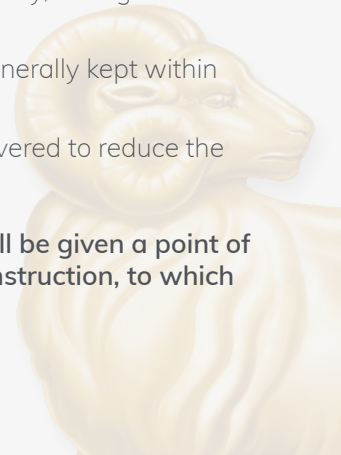 nerally kept within
vered to reduce the
ll be given a point of
nstruction, to which